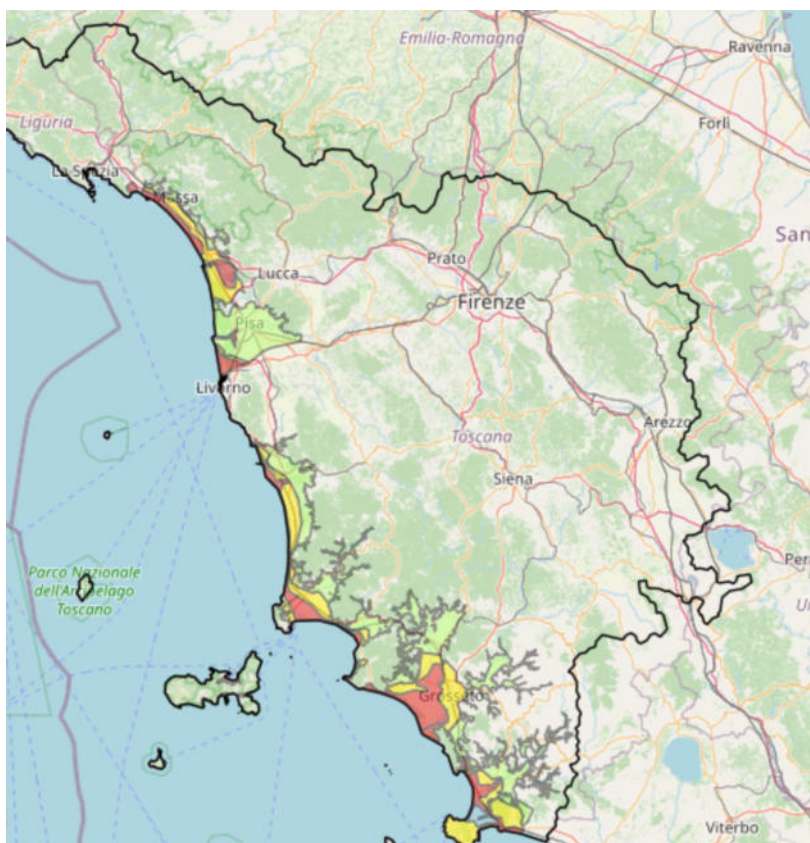 Emilia-Romagna
Ravenna
Liguria
Forlì
La Spezia
Massa
San
Lucca
Prato
Firenze
Pisa
Livorno
Arezzo
Toscana
Siena
Per
Parco Nazionale
dell'Arcipelago
Toscano
Grosseto
Viterbo